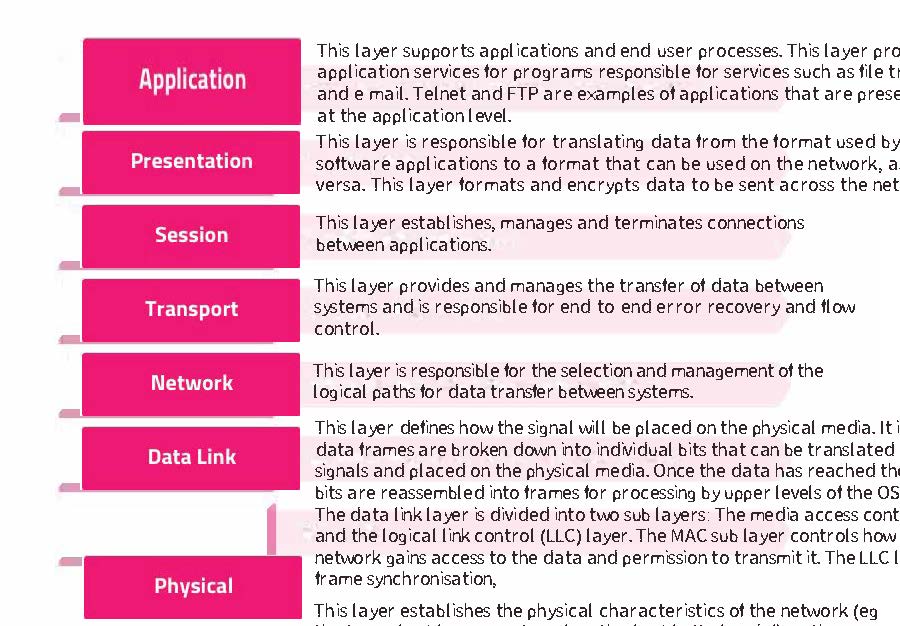 Application
This layer supports applications and end user processes. This layer pro
application services for programs responsible for services such as file tr
and e mail. Telnet and FTP are examples of applications that are prese
at the application level.
Presentation
This layer is responsible for translating data from the format used by
software applications to a format that can be used on the network, a
versa. This layer formats and encrypts data to be sent across the net
Session
This layer establishes, manages and terminates connections
between applications.
Transport
This layer provides and manages the transfer of data between
systems and is responsible for end to end error recovery and flow
control.
Network
This layer is responsible for the selection and management of the
logical paths for data transfer between systems.
Data Link
This layer defines how the signal will be placed on the physical media. It i
data frames are broken down into individual bits that can be translated
signals and placed on the physical media. Once the data has reached the
bits are reassembled into frames for processing by upper levels of the OS
The data link layer is divided into two sub layers: The media access cont
and the logical link control (LLC) layer. The MAC sub layer controls how
network gains access to the data and permission to transmit it. The LLC l
frame synchronisation,
Physical
This layer establishes the physical characteristics of the network (eg